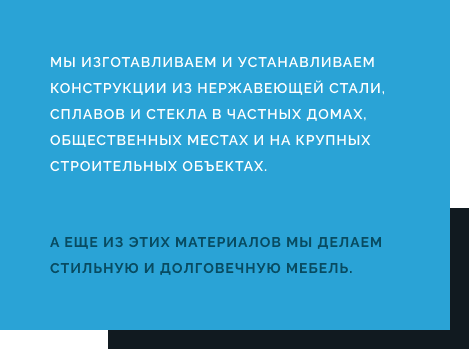 МЫ ИЗГОТАВЛИВАЕМ И УСТАНАВЛИВАЕМ
КОНСТРУКЦИИ ИЗ НЕРЖАВЕЮЩЕЙ СТАЛИ,
СПЛАВОВ И СТЕКЛА В ЧАСТНЫХ ДОМАХ,
ОБЩЕСТВЕННЫХ МЕСТАХ И НА КРУПНЫХ
СТРОИТЕЛЬНЫХ ОБЪЕКТАХ.
А ЕЩЕ ИЗ ЭТИХ МАТЕРИАЛОВ МЫ ДЕЛАЕМ
СТИЛЬНУЮ И ДОЛГОВЕЧНУЮ МЕБЕЛЬ.